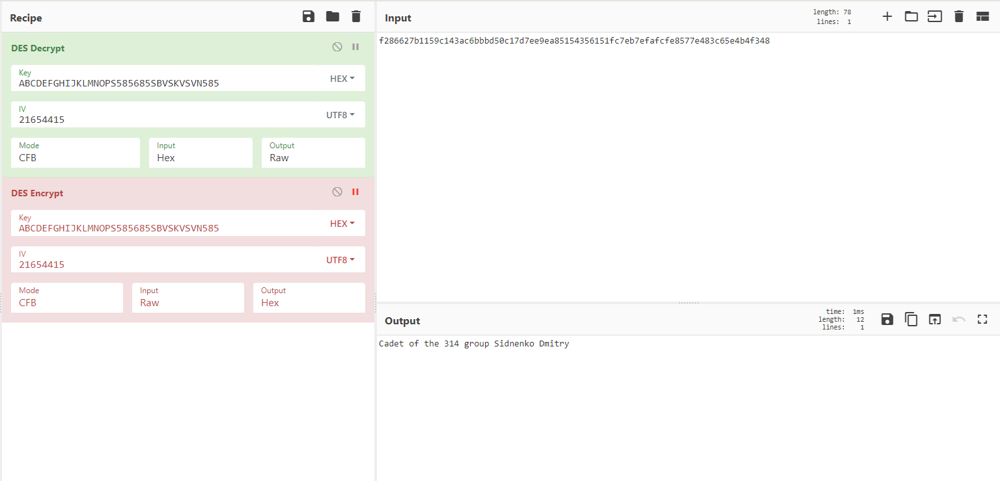 Recipe
DES Decrypt
Key
ABCDEFGHIJKLMNOPS585685SBVSKVSVN585
HEX
IV
21654415
UTF8
Mode
CFB
Input
Hex
Output
Raw
DES Encrypt
Key
ABCDEFGHIJKLMNOPS585685SBVSKVSVN585
HEX
IV
21654415
UTF8
Mode
CFB
Input
Raw
Output
Hex
Input
length: 78
lines: 1
f286627b1159c143ac6bbbd50c17d7ee9ea85154356151fc7eb7efafcfe8577e483c65e4b4f348
Output
time: 1ms
length: 12
lines: 1
Cadet of the 314 group Sidnenko Dmitry